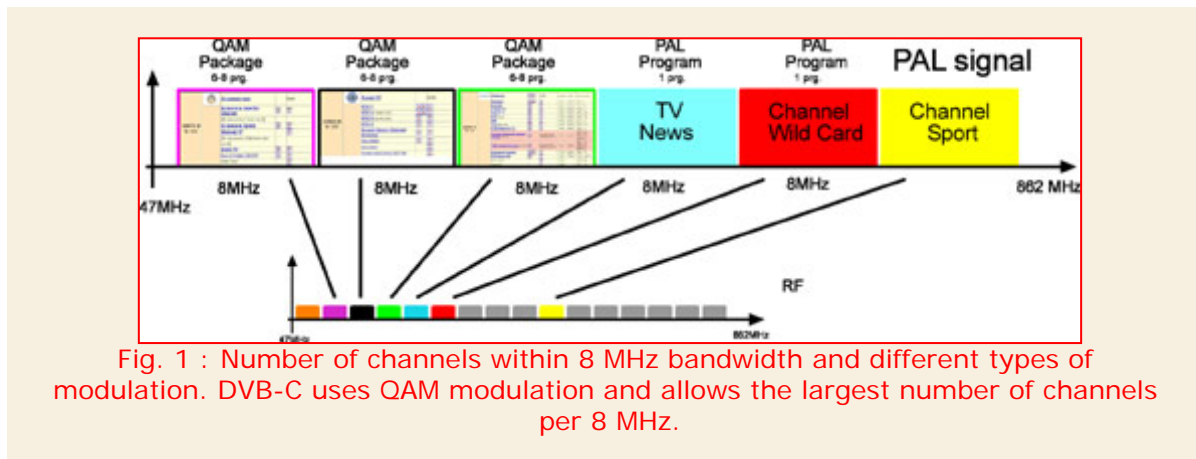 QAM
Package
6-8 prg.
QAM
Package
6-8 prg.
QAM
Package
6-8 prg.
PAL
Program
1 prg.
PAL
Program
1 prg.
PAL signal
TV
News
Channel
Wild Card
Channel
Sport
8MHz
8MHz
8MHz
8MHz
8MHz
47MHz
862 MHz
RF
47MHz
862MHz
Fig. 1 : Number of channels within 8 MHz bandwidth and different types of
modulation. DVB-C uses QAM modulation and allows the largest number of channels
per 8 MHz.